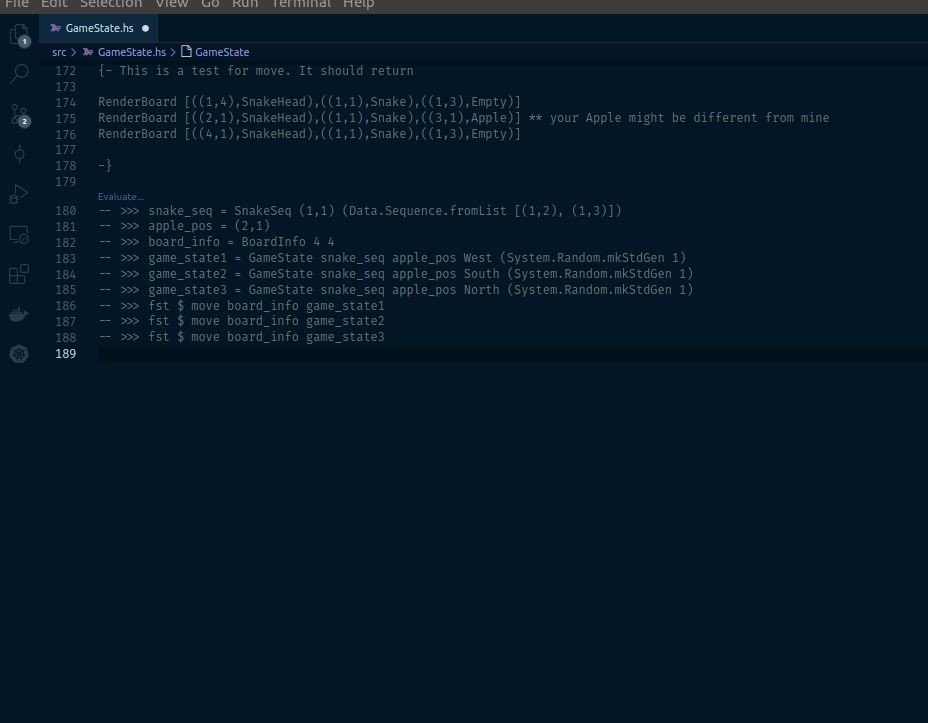 File Edit Selection View Go Run Terminal Help
GameState.hs
src > GameState.hs > GameState
1
2
172 {- This is a test for move. It should return
173
174 RenderBoard [((1,4),SnakeHead),((1,1),Snake),((1,3),Empty)]
175 RenderBoard [((2,1),SnakeHead),((1,1),Snake),((3,1),Apple)] ** your Apple might be different from mine
176 RenderBoard [((4,1),SnakeHead),((1,1),Snake),((1,3),Empty)]
177
178 -}
179
Evaluate...
180 -- >>> snake_seq = SnakeSeq (1,1) (Data.Sequence.fromList [(1,2), (1,3)])
181 -- >>> apple_pos = (2,1)
182 -- >>> board_info = BoardInfo 4 4
183 -- >>> game_state1 = GameState snake_seq apple_pos West (System.Random.mkStdGen 1)
184 -- >>> game_state2 = GameState snake_seq apple_pos South (System.Random.mkStdGen 1)
185 -- >>> game_state3 = GameState snake_seq apple_pos North (System.Random.mkStdGen 1)
186 -- >>> fst $ move board_info game_state1
187 -- >>> fst $ move board_info game_state2
188 -- >>> fst $ move board_info game_state3
189